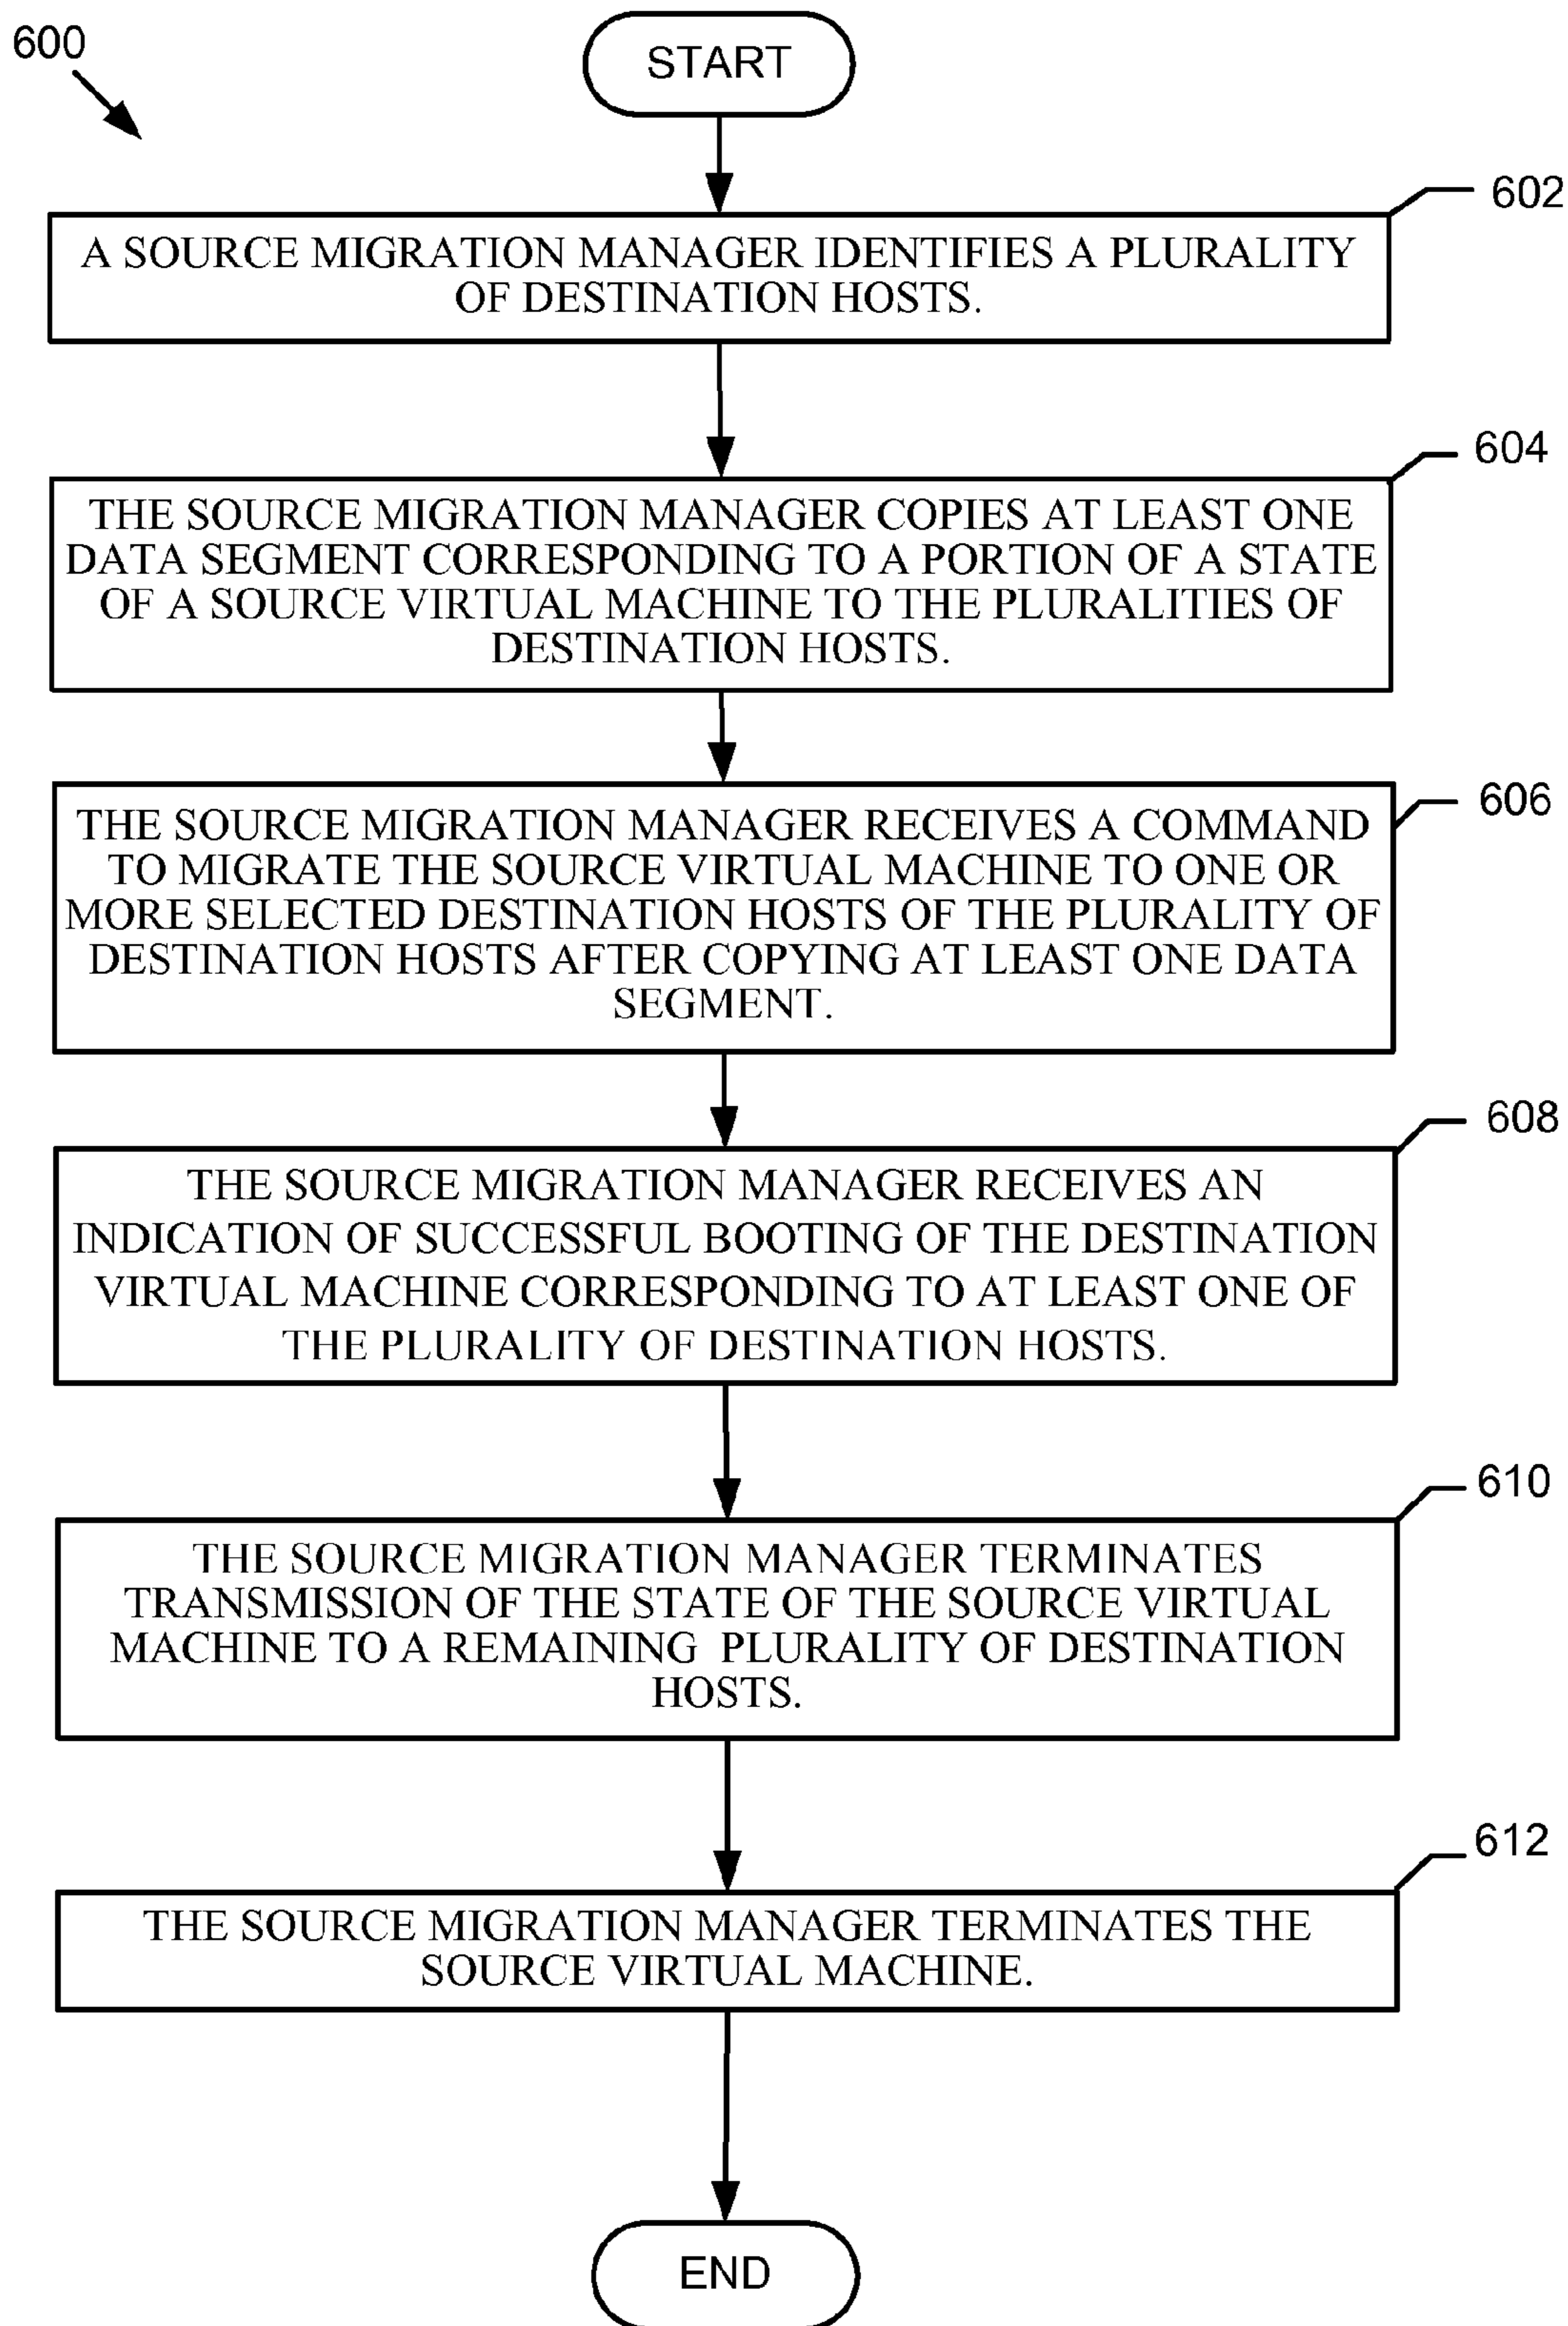 600
START
602
A SOURCE MIGRATION MANAGER IDENTIFIES A PLURALITY
OF DESTINATION HOSTS.
604
THE SOURCE MIGRATION MANAGER COPIES AT LEAST ONE
DATA SEGMENT CORRESPONDING TO A PORTION OF A STATE
OF A SOURCE VIRTUAL MACHINE TO THE PLURALITIES OF
DESTINATION HOSTS.
606
THE SOURCE MIGRATION MANAGER RECEIVES A COMMAND
TO MIGRATE THE SOURCE VIRTUAL MACHINE TO ONE OR
MORE SELECTED DESTINATION HOSTS OF THE PLURALITY OF
DESTINATION HOSTS AFTER COPYING AT LEAST ONE DATA
SEGMENT.
608
THE SOURCE MIGRATION MANAGER RECEIVES AN
INDICATION OF SUCCESSFUL BOOTING OF THE DESTINATION
VIRTUAL MACHINE CORRESPONDING TO AT LEAST ONE OF
THE PLURALITY OF DESTINATION HOSTS.
610
THE SOURCE MIGRATION MANAGER TERMINATES
TRANSMISSION OF THE STATE OF THE SOURCE VIRTUAL
MACHINE TO A REMAINING PLURALITY OF DESTINATION
HOSTS.
612
THE SOURCE MIGRATION MANAGER TERMINATES THE
SOURCE VIRTUAL MACHINE.
END